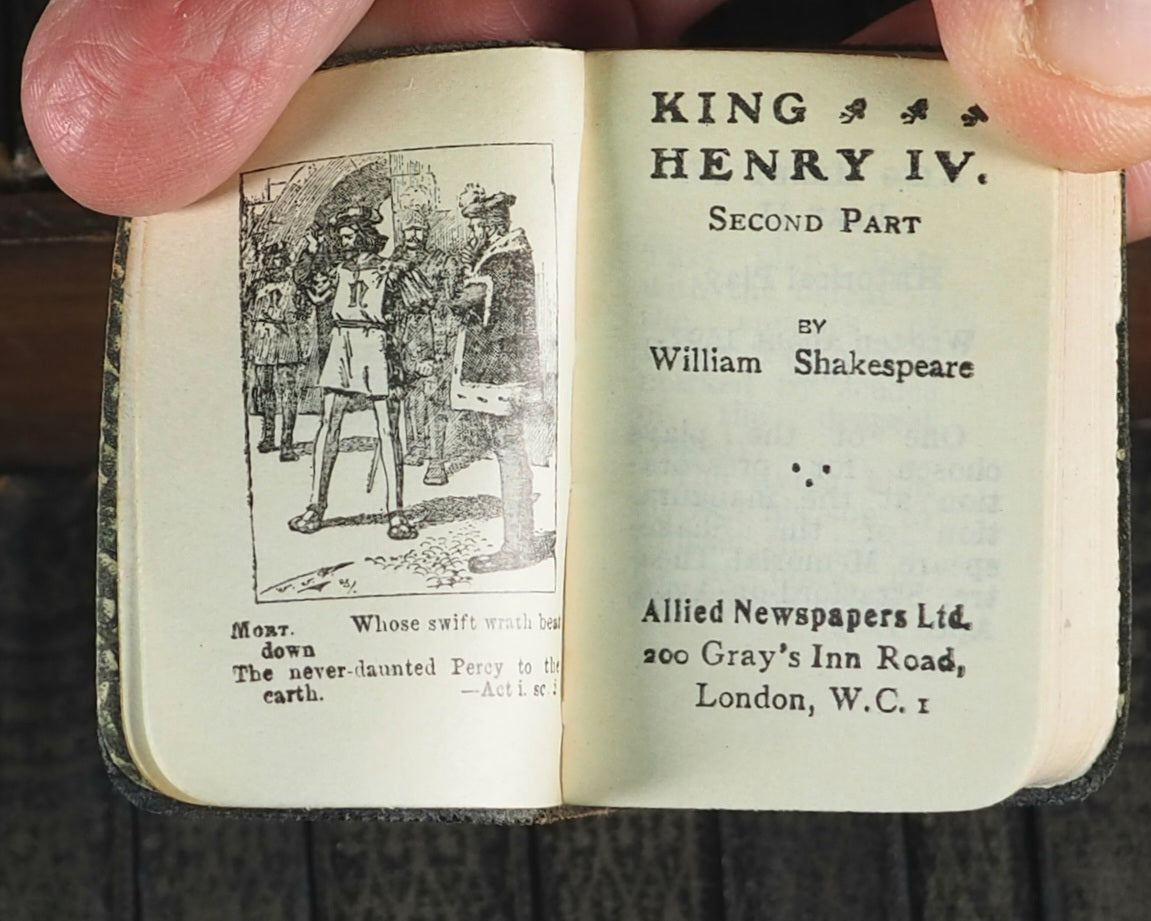 Mort. Whose swift wrath beat
down
The never-daunted Percy to the
earth. —Act i. sc.
KING
HENRY IV.
Second Part
BY
William Shakespeare
Allied Newspapers Ltd.
200 Gray's Inn Road,
London, W.C. 1